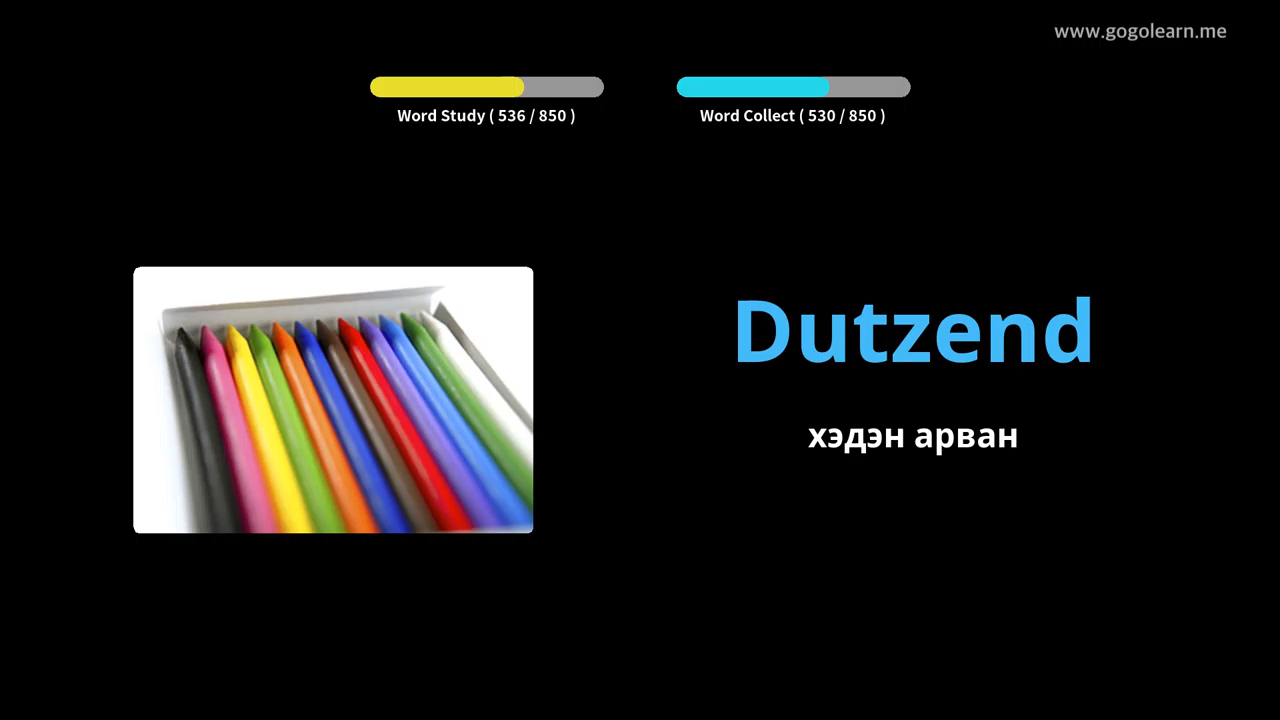 www.gogolearn.me
Word Study ( 536 / 850 )
Word Collect ( 530 / 850 )
Dutzend
хэдэн арван